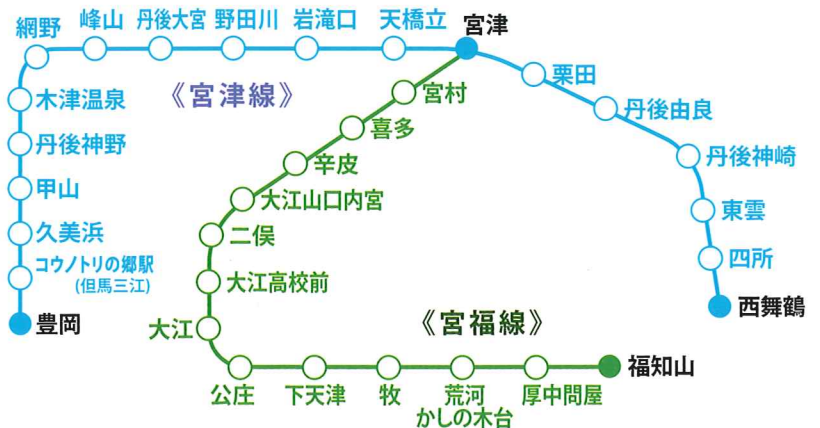 網野
峰山
丹後大宮
野田川
岩滝口
天橋立
宮津
《宮津線》
木津温泉
丹後神野
甲山
久美浜
コウノトリの郷駅
(但馬三江)
豊岡
栗田
丹後由良
丹後神崎
東雲
四所
西舞鶴
宮村
喜多
辛皮
大江山口内宮
二俣
大江高校前
大江
《宮福線》
公庄
下天津
牧
荒河
かしの木台
厚中問屋
福知山